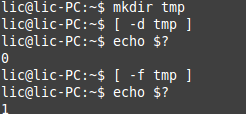 lic@lic-PC:~$ mkdir tmp
lic@lic-PC:~$ [ -d tmp ]
lic@lic-PC:~$ echo $?
0
lic@lic-PC:~$ [ -f tmp ]
lic@lic-PC:~$ echo $?
1